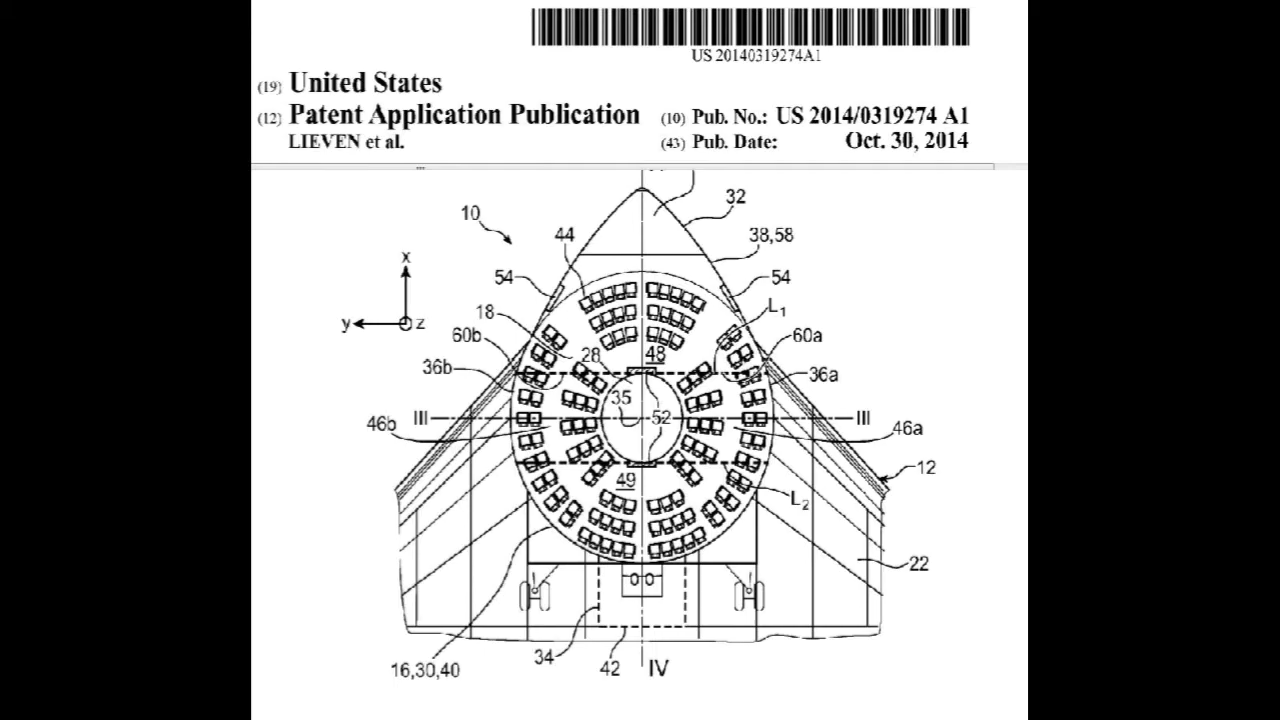 US 20140319274A1
(19) United States
(12) Patent Application Publication (10) Pub. No.: US 2014/0319274 A1
LIEVEN et al. (43) Pub. Date: Oct. 30, 2014
32
10
44
38,58
x
54
54
L1
18
y
z
60b
28
48
60a
36b
36a
35
III
52
III
46b
46a
12
49
L2
22
34
42
IV
16,30,40